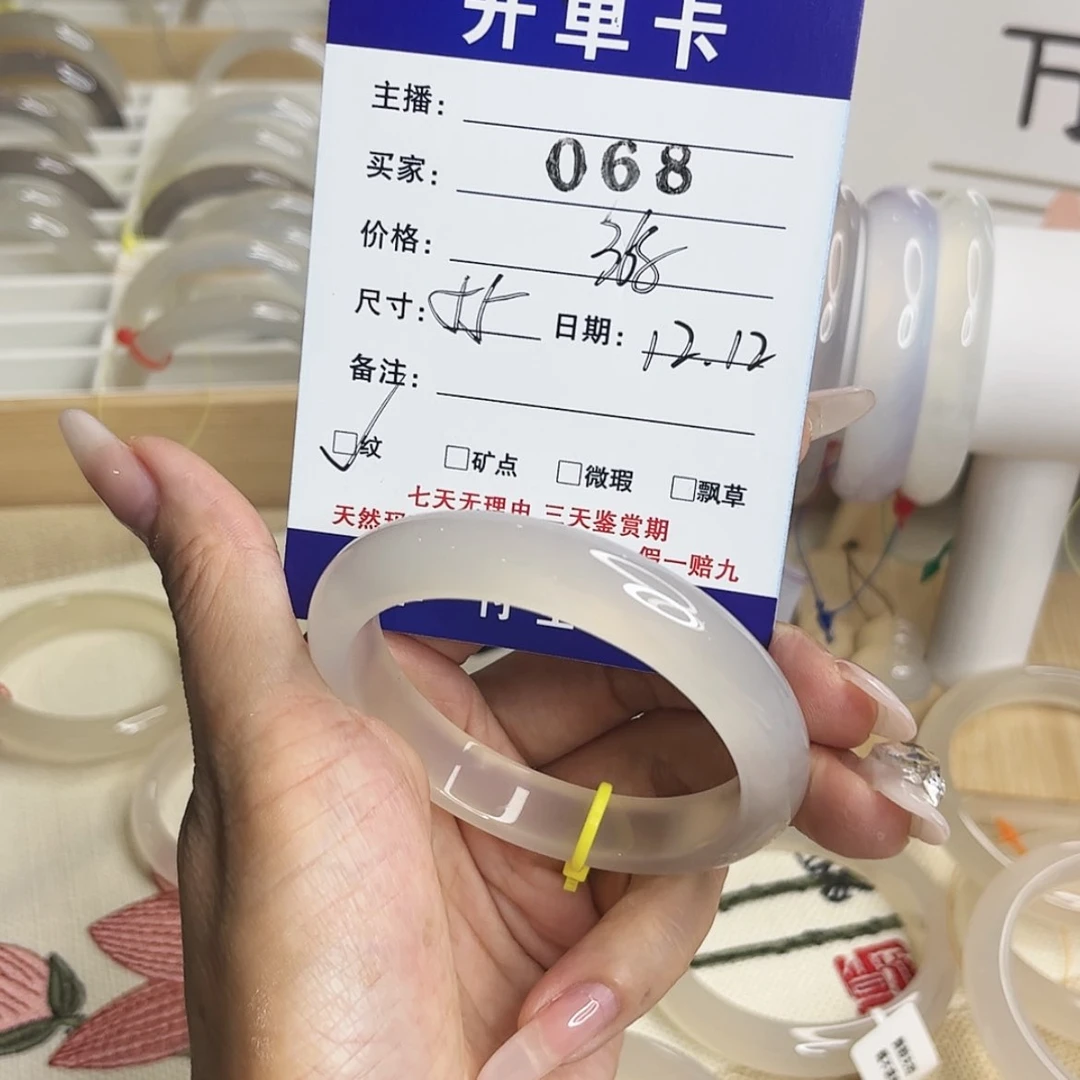 开单卡
主播:
买家: 068
价格: 368
尺寸: 55 日期: 12.12
备注:
☑纹 □矿点 □微瑕 □飘草
七天无理由 三天鉴赏期
天然 假一赔九